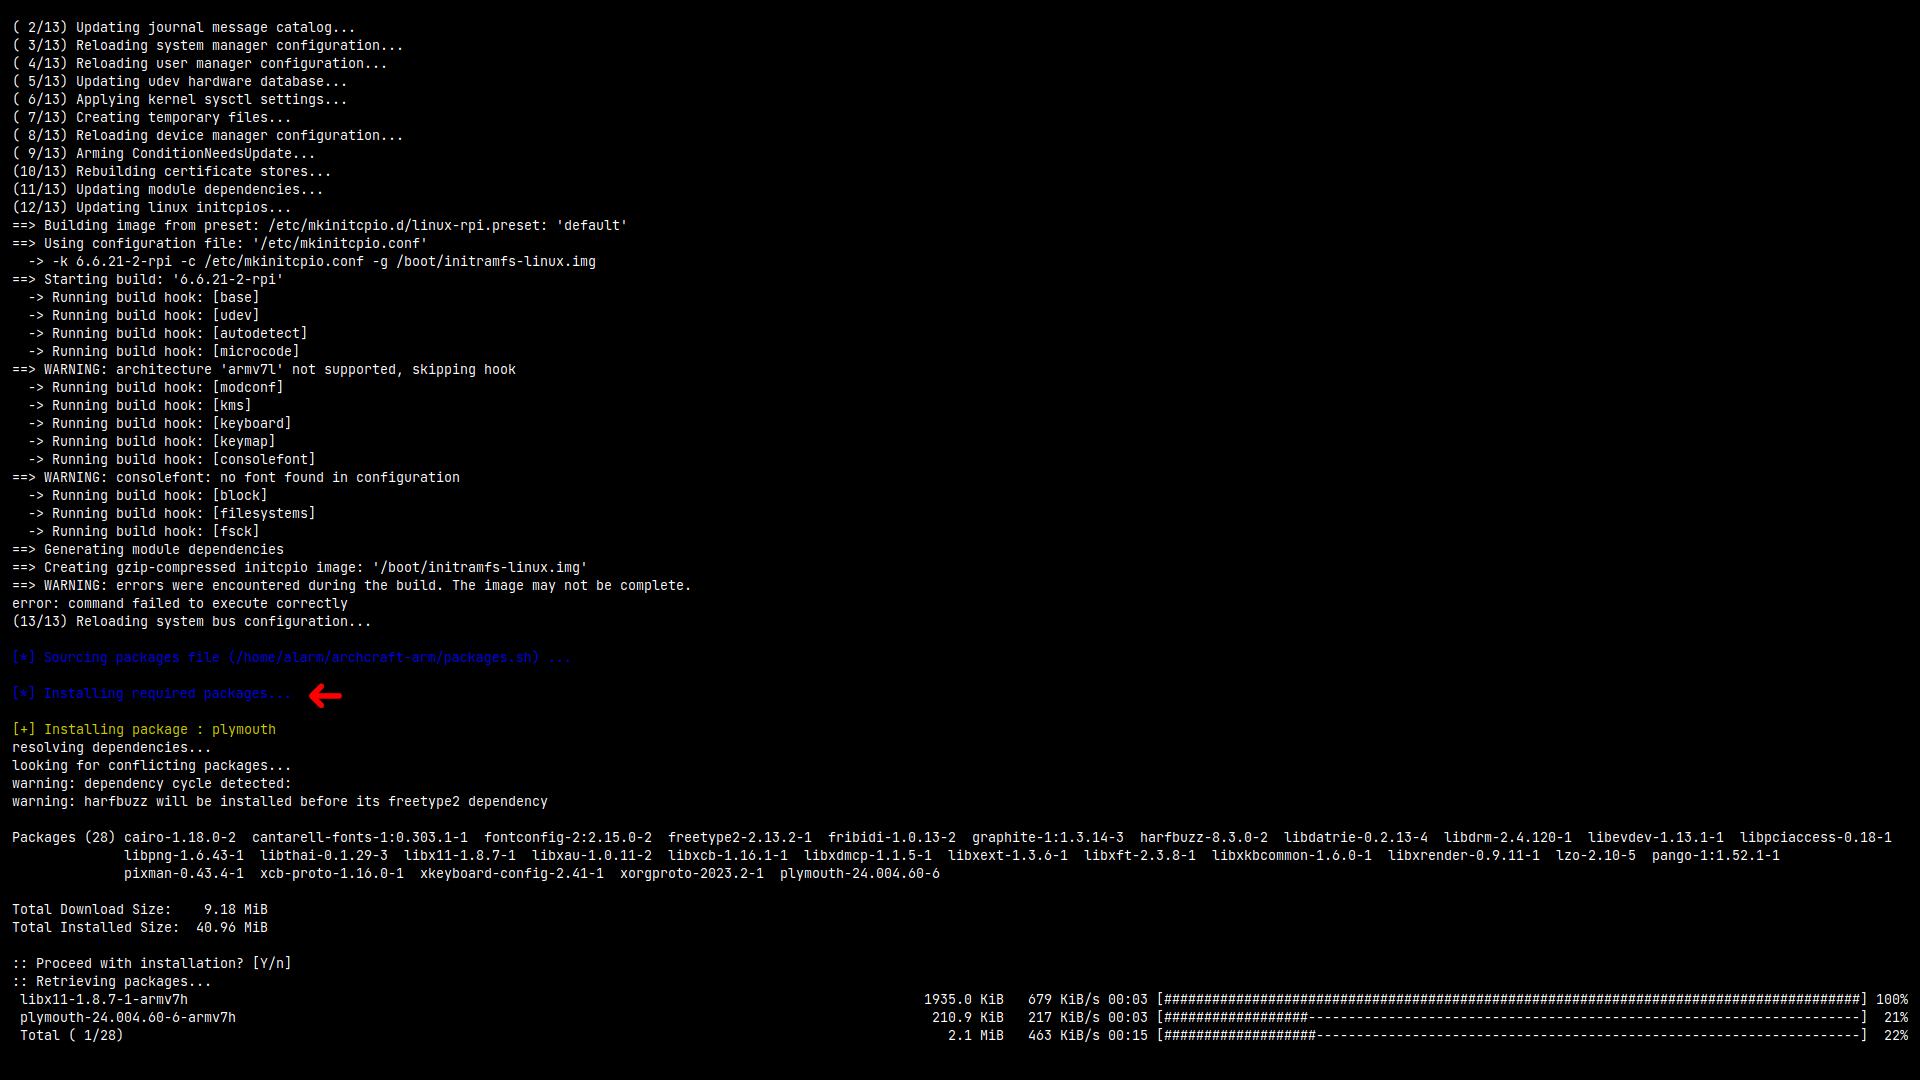 ( 2/13) Updating journal message catalog...
( 3/13) Reloading system manager configuration...
( 4/13) Reloading user manager configuration...
( 5/13) Updating udev hardware database...
( 6/13) Applying kernel sysctl settings...
( 7/13) Creating temporary files...
( 8/13) Reloading device manager configuration...
( 9/13) Arming ConditionNeedsUpdate...
(10/13) Rebuilding certificate stores...
(11/13) Updating module dependencies...
(12/13) Updating linux initcpios...
==> Building image from preset: /etc/mkinitcpio.d/linux-rpi.preset: 'default'
==> Using configuration file: '/etc/mkinitcpio.conf'
  -> -k 6.6.21-2-rpi -c /etc/mkinitcpio.conf -g /boot/initramfs-linux.img
==> Starting build: '6.6.21-2-rpi'
  -> Running build hook: [base]
  -> Running build hook: [udev]
  -> Running build hook: [autodetect]
  -> Running build hook: [microcode]
==> WARNING: architecture 'armv7l' not supported, skipping hook
  -> Running build hook: [modconf]
  -> Running build hook: [kms]
  -> Running build hook: [keyboard]
  -> Running build hook: [keymap]
  -> Running build hook: [consolefont]
==> WARNING: consolefont: no font found in configuration
  -> Running build hook: [block]
  -> Running build hook: [filesystems]
  -> Running build hook: [fsck]
==> Generating module dependencies
==> Creating gzip-compressed initcpio image: '/boot/initramfs-linux.img'
==> WARNING: errors were encountered during the build. The image may not be complete.
error: command failed to execute correctly
(13/13) Reloading system bus configuration...
[*] Sourcing packages file (/home/alarm/archcraft-arm/packages.sh) ...
[*] Installing required packages...
[+] Installing package : plymouth
resolving dependencies...
looking for conflicting packages...
warning: dependency cycle detected:
warning: harfbuzz will be installed before its freetype2 dependency
Packages (28) cairo-1.18.0-2  cantarell-fonts-1:0.303.1-1  fontconfig-2:2.15.0-2  freetype2-2.13.2-1  fribidi-1.0.13-2  graphite-1:1.3.14-3  harfbuzz-8.3.0-2  libdatrie-0.2.13-4  libdrm-2.4.120-1  libevdev-1.13.1-1  libpciaccess-0.18-1
libpng-1.6.43-1  libthai-0.1.29-3  libx11-1.8.7-1  libxau-1.0.11-2  libxcb-1.16.1-1  libxdmcp-1.1.5-1  libxext-1.3.6-1  libxft-2.3.8-1  libxkbcommon-1.6.0-1  libxrender-0.9.11-1  lzo-2.10-5  pango-1:1.52.1-1
pixman-0.43.4-1  xcb-proto-1.16.0-1  xkeyboard-config-2.41-1  xorgproto-2023.2-1  plymouth-24.004.60-6
Total Download Size:    9.18 MiB
Total Installed Size:  40.96 MiB
:: Proceed with installation? [Y/n]
:: Retrieving packages...
libx11-1.8.7-1-armv7h 1935.0 KiB 679 KiB/s 00:03 [#######################################################################################] 100%
plymouth-24.004.60-6-armv7h 210.9 KiB 217 KiB/s 00:03 [##################---------------------------------------------------------------------] 21%
Total ( 1/28) 2.1 MiB 463 KiB/s 00:15 [###################--------------------------------------------------------------------] 22%